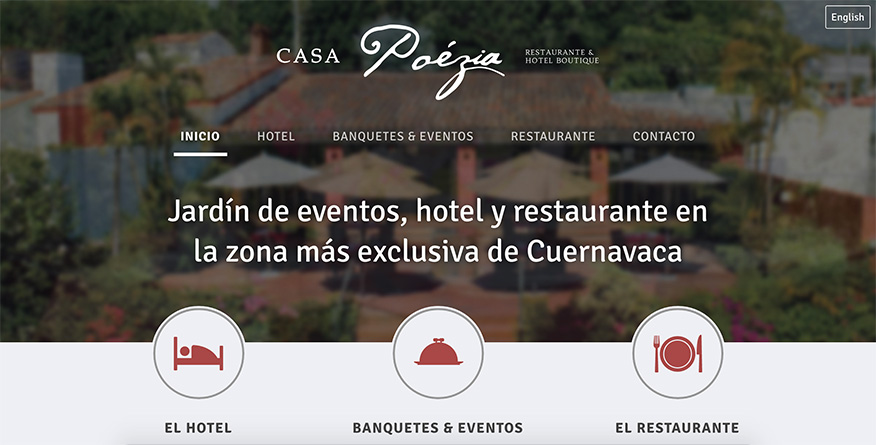 English
CASA Poézia RESTAURANTE &
HOTEL BOUTIQUE
INICIO HOTEL BANQUETES & EVENTOS RESTAURANTE CONTACTO
Jardín de eventos, hotel y restaurante en
la zona más exclusiva de Cuernavaca
EL HOTEL BANQUETES & EVENTOS EL RESTAURANTE